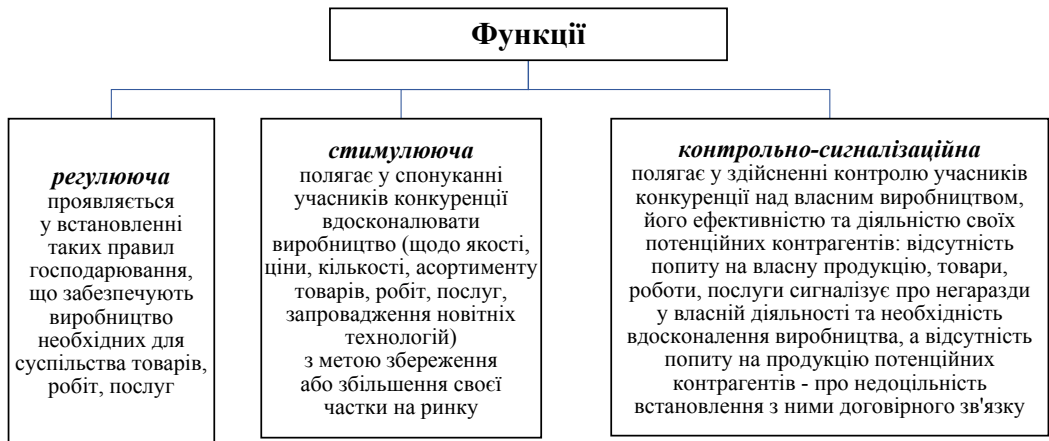 Функції
регулююча
проявляється
у встановленні
таких правил
господарювання,
що забезпечують
виробництво
необхідних для
суспільства товарів,
робіт, послуг
стимулююча
полягає у спонуканні
учасників конкуренції
вдосконалювати
виробництво (щодо якості,
ціни, кількості, асортименту
товарів, робіт, послуг,
запровадження новітніх
технологій)
з метою збереження
або збільшення своєї
частки на ринку
контрольно-сигналізаційна
полягає у здійсненні контролю учасників
конкуренції над власним виробництвом,
його ефективністю та діяльністю своїх
потенційних контрагентів: відсутність
попиту на власну продукцію, товари,
роботи, послуги сигналізує про негаразди
у власній діяльності та необхідність
вдосконалення виробництва, а відсутність
попиту на продукцію потенційних
контрагентів - про недоцільність
встановлення з ними договірного зв'язку